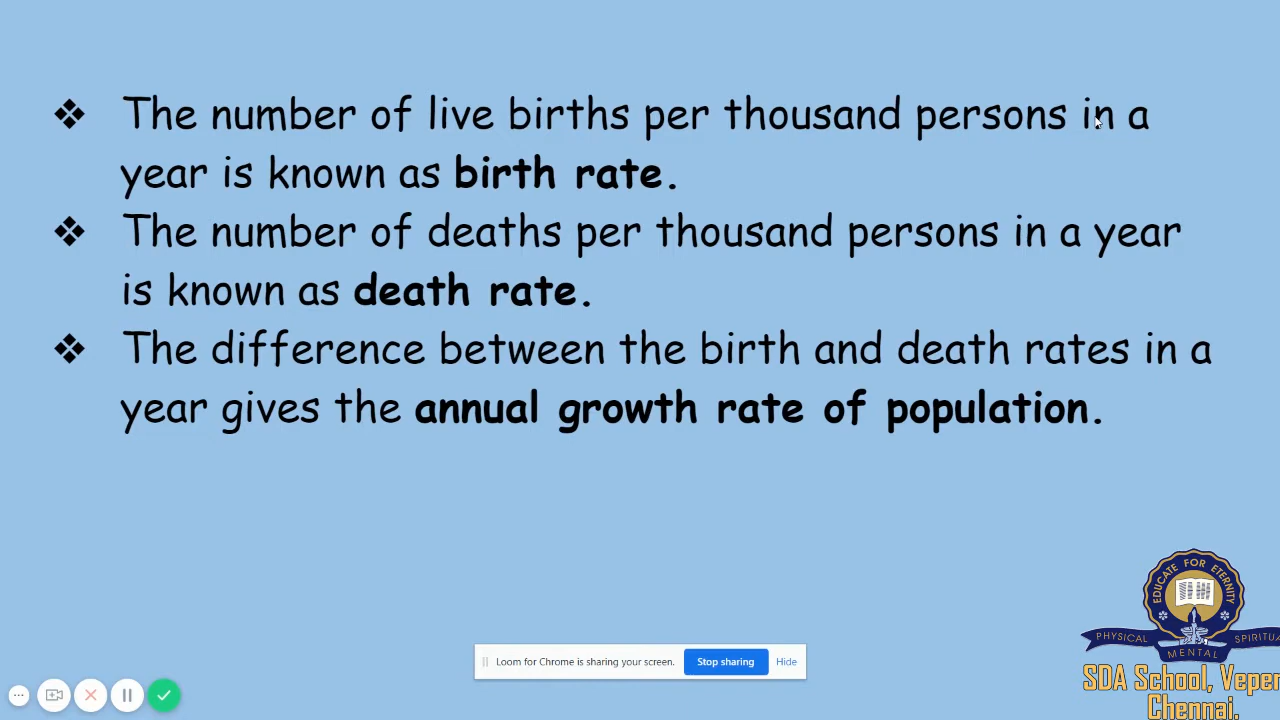 ❖ The number of live births per thousand persons in a
year is known as birth rate.
❖ The number of deaths per thousand persons in a year
is known as death rate.
❖ The difference between the birth and death rates in a
year gives the annual growth rate of population.
EDUCATE FOR ETERNITY
PHYSICAL
MENTAL
Loom for Chrome is sharing your screen. Stop sharing Hide
SDA School,
Chennai.